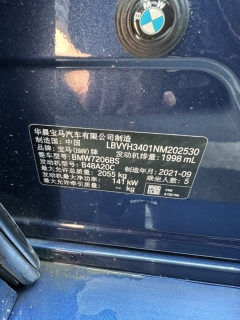 BMW
华晨宝马汽车有限公司制造
制造国：中国 LBVYH3401NM202530
品牌：宝马(BMW)牌 发动机排量：1998 mL
整车型号：BMW7206BS
发动机型号：B48A20C 制造年月：2021-09
最大允许总质量：2055 kg 乘坐人数：5
发动机最大净功率：141 kW